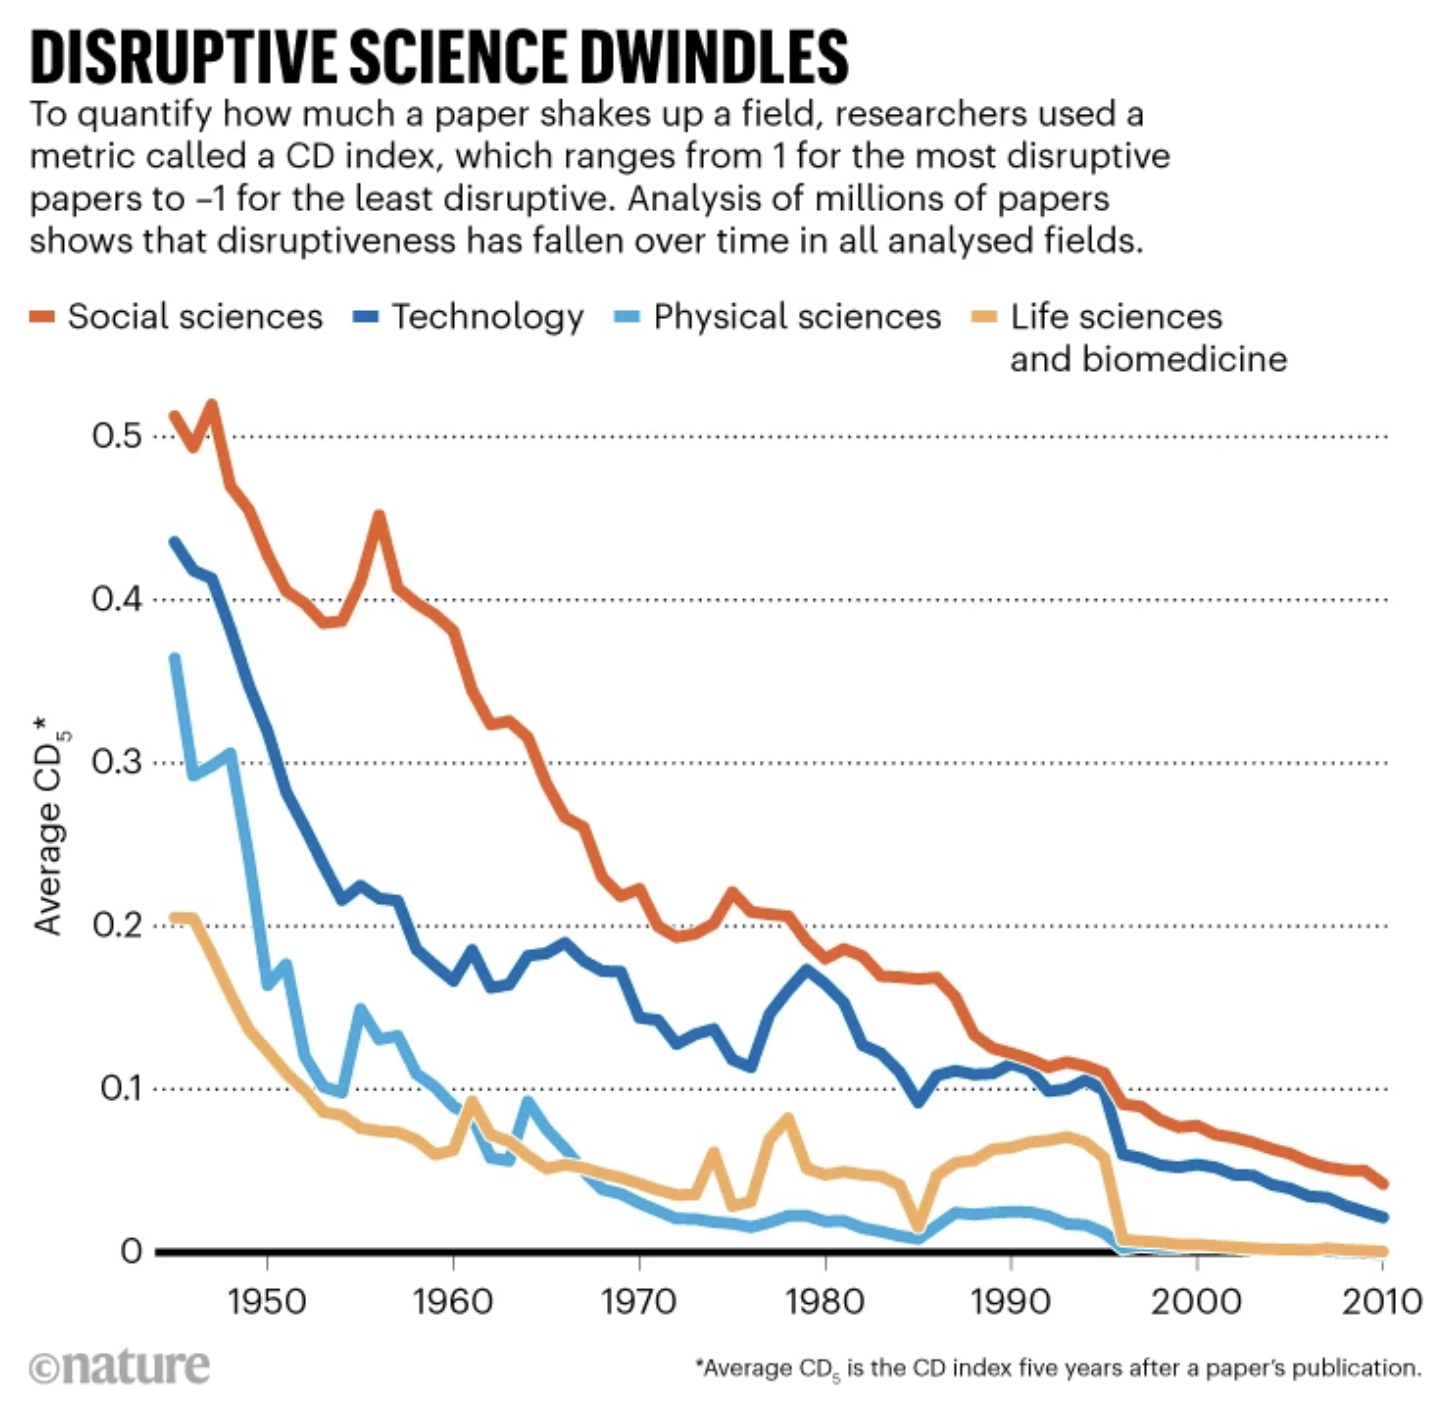 DISRUPTIVE SCIENCE DWINDLES
To quantify how much a paper shakes up a field, researchers used a
metric called a CD index, which ranges from 1 for the most disruptive
papers to –1 for the least disruptive. Analysis of millions of papers
shows that disruptiveness has fallen over time in all analysed fields.
Social sciences Technology Physical sciences Life sciences
and biomedicine
Average CD5*
0.5
0.4
0.3
0.2
0.1
0
1950 1960 1970 1980 1990 2000 2010
©nature
*Average CD5 is the CD index five years after a paper's publication.